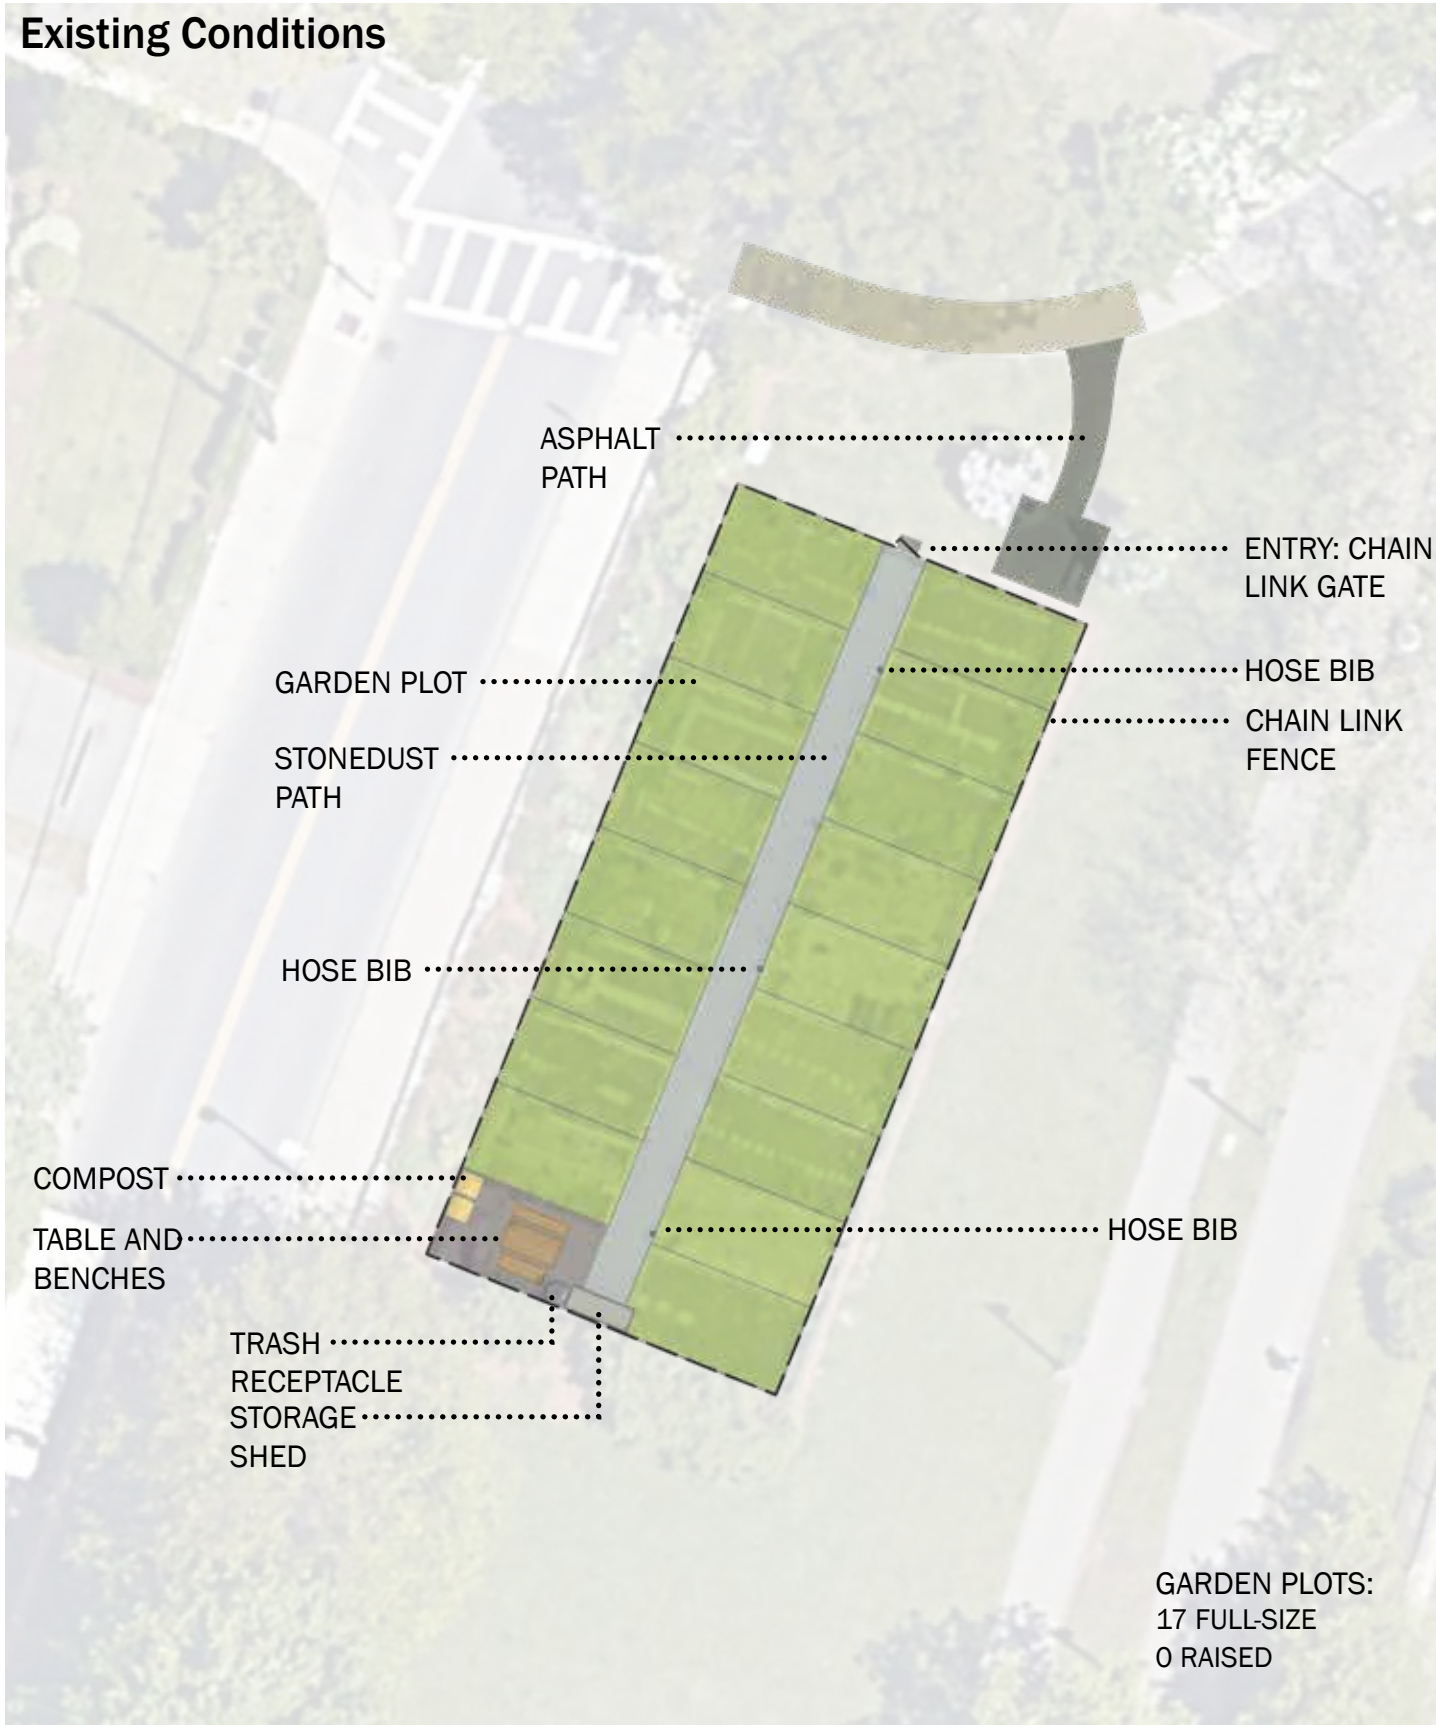 Existing Conditions
ASPHALT
PATH
ENTRY: CHAIN
LINK GATE
HOSE BIB
GARDEN PLOT
CHAIN LINK
FENCE
STONEDUST
PATH
HOSE BIB
COMPOST
HOSE BIB
TABLE AND
BENCHES
TRASH
RECEPTACLE
STORAGE
SHED
GARDEN PLOTS:
17 FULL-SIZE
0 RAISED